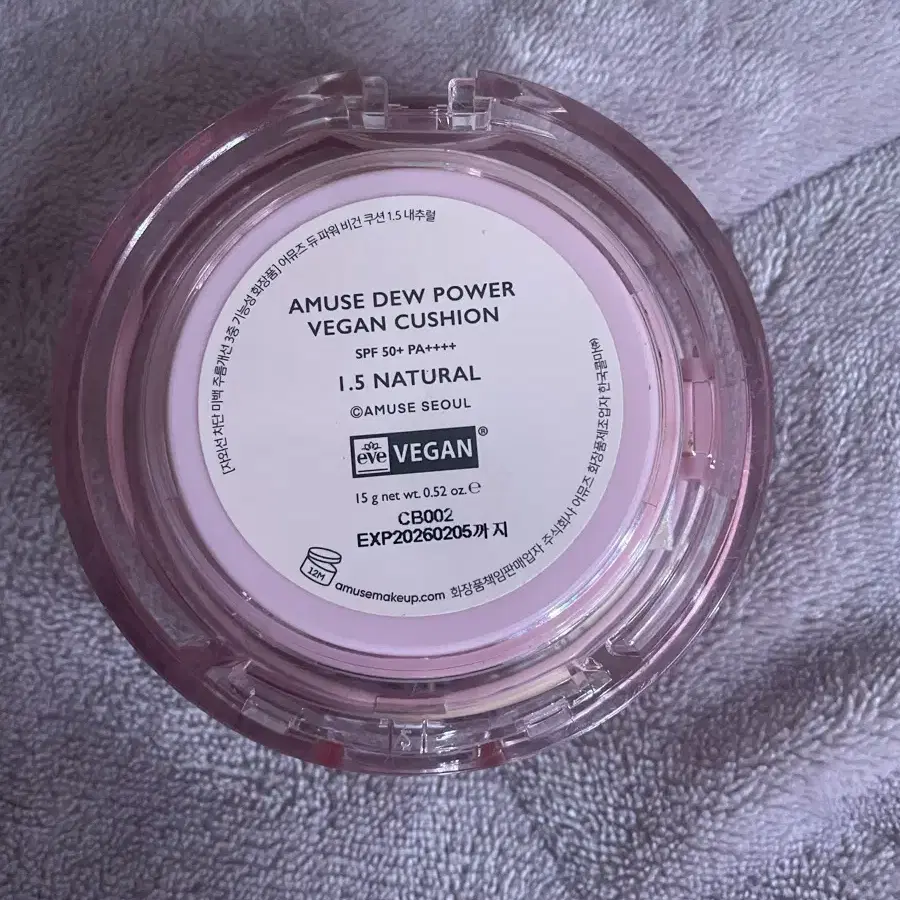 [자외선 차단 미백 주름개선 3중 기능성 화장품] 어뮤즈 듀 파워 비건 쿠션 1.5 내추럴
AMUSE DEW POWER
VEGAN CUSHION
SPF 50+ PA++++
1.5 NATURAL
©AMUSE SEOUL
eve VEGAN®
15 g net wt. 0.52 oz.℮
CB002
EXP20260205까지
12M
amusemakeup.com 화장품책임판매업자 주식회사 어뮤즈 화장품제조업자 한국콜마㈜